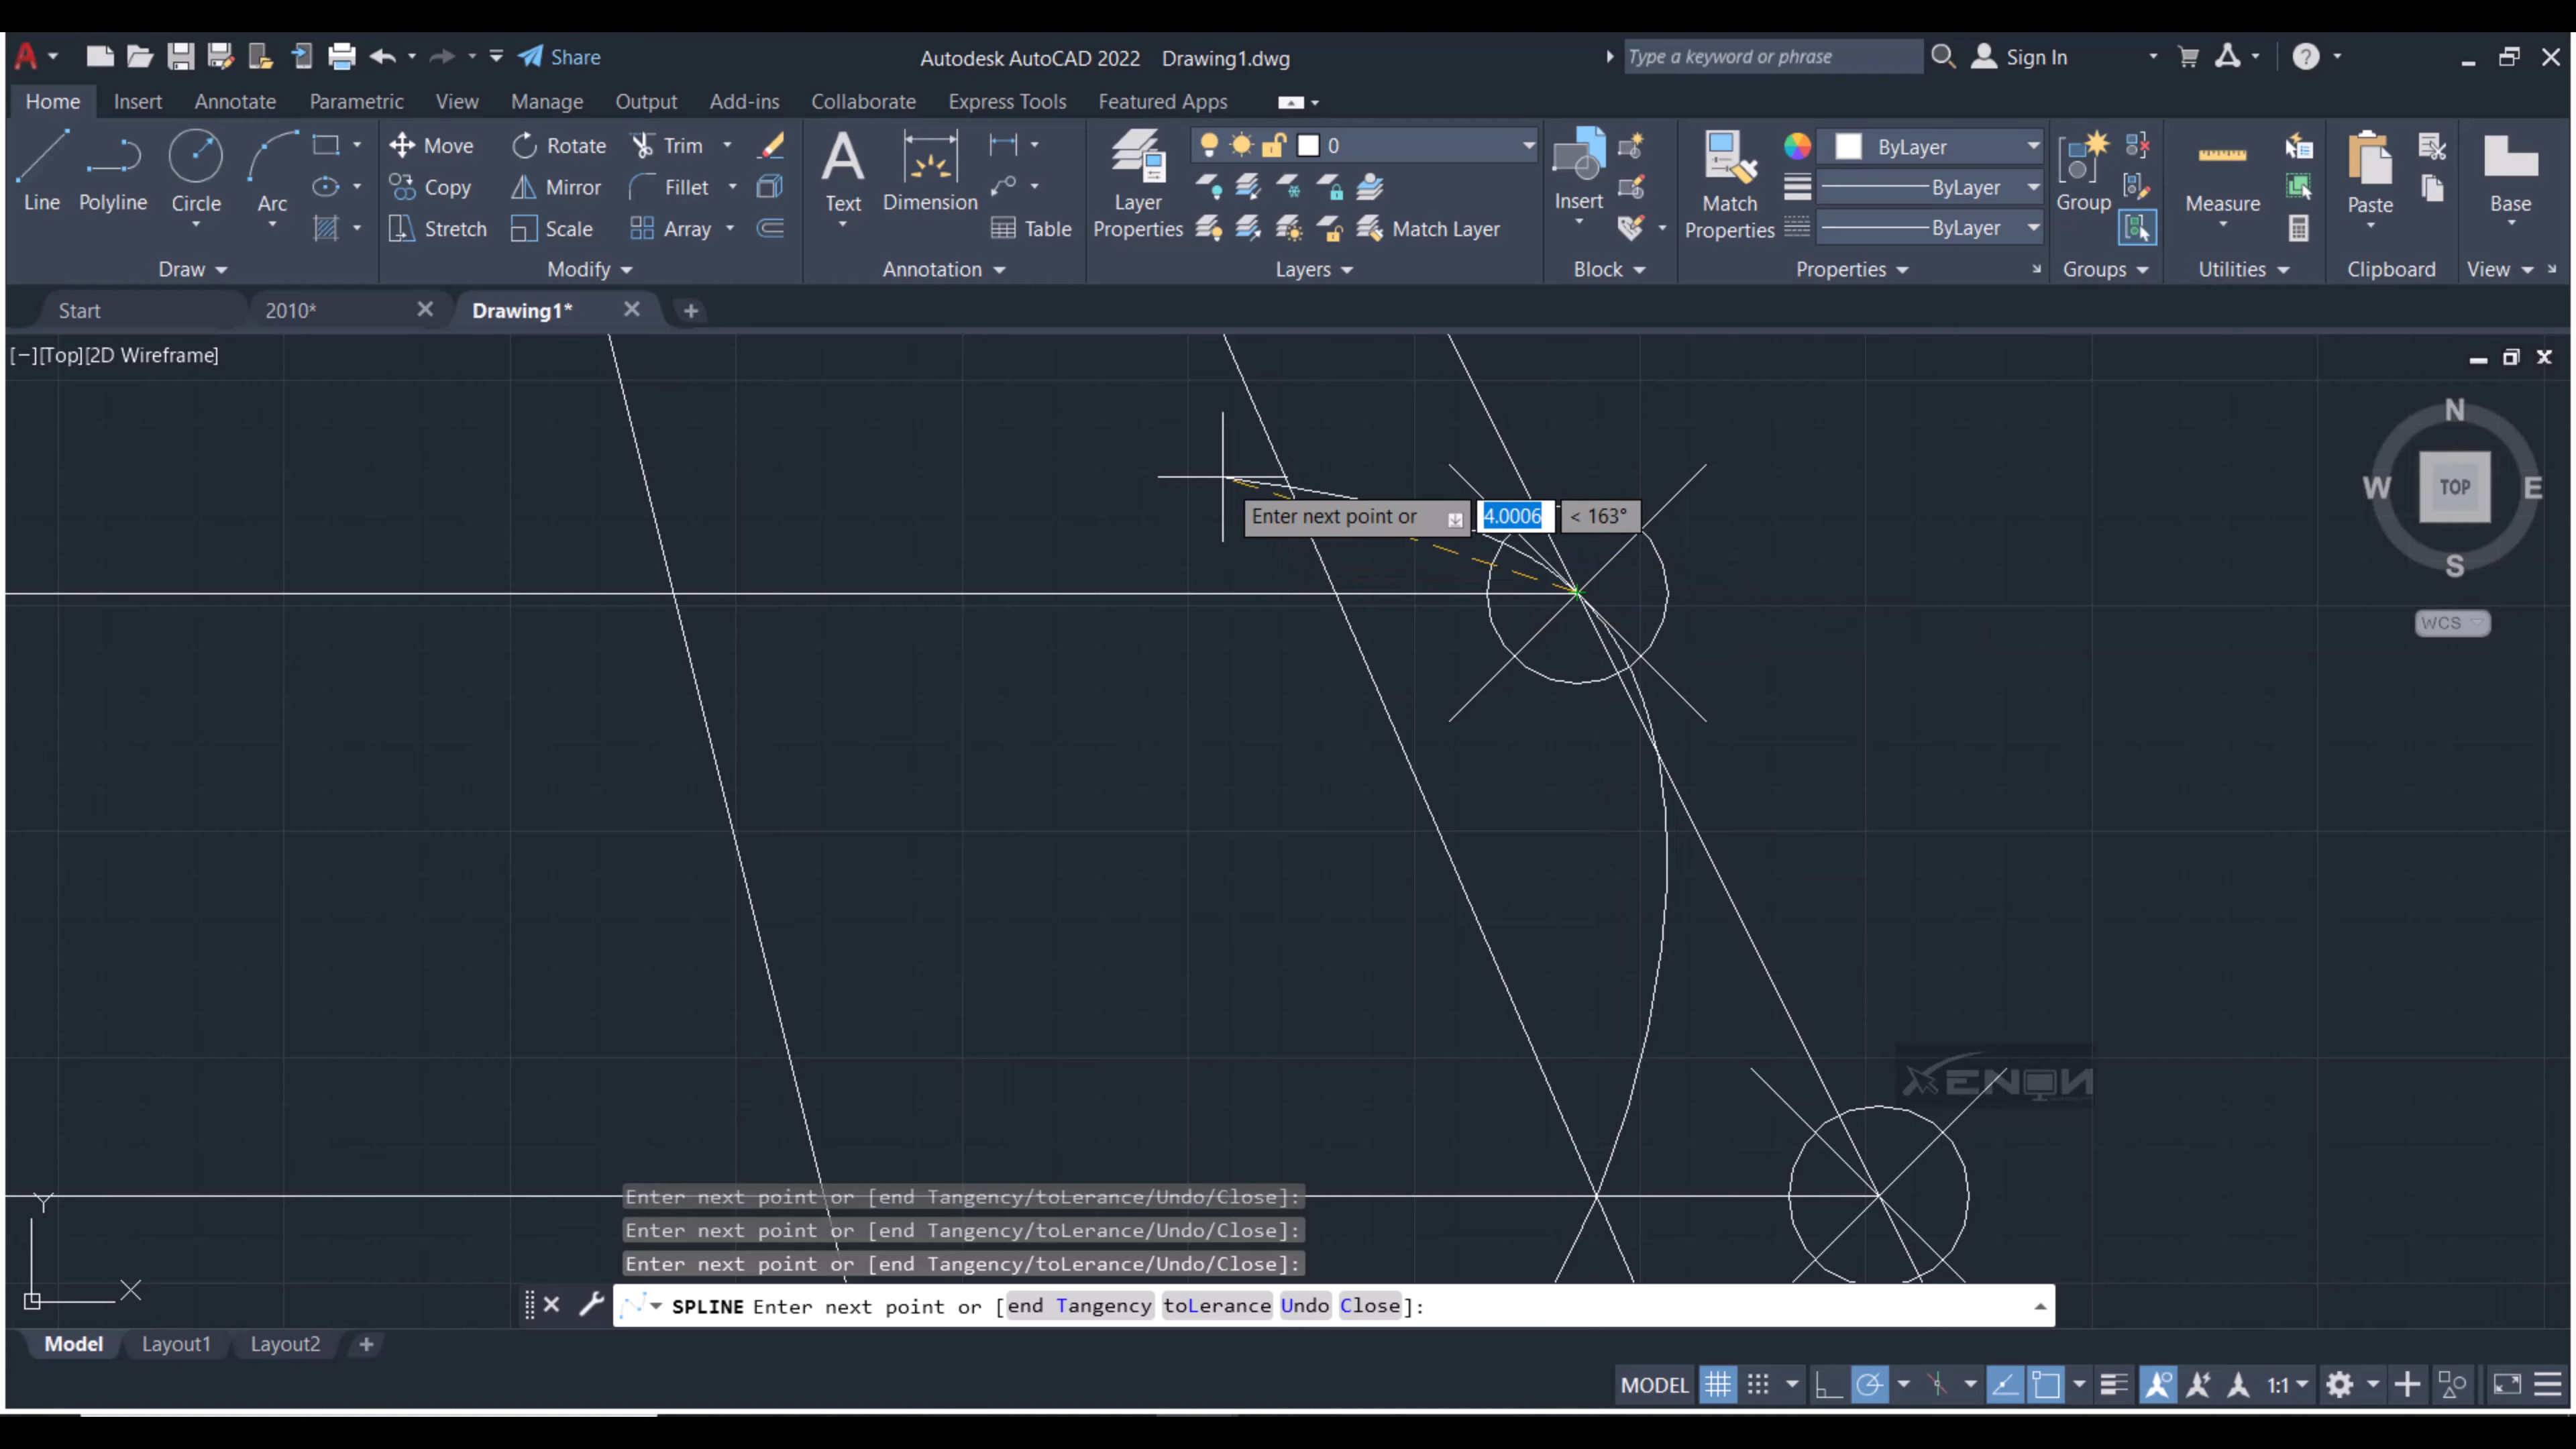 Share
Autodesk AutoCAD 2022 Drawing1.dwg
Type a keyword or phrase
Sign In
Home Insert Annotate Parametric View Manage Output Add-ins Collaborate Express Tools Featured Apps
Line Polyline Circle Arc
Move Rotate Trim
Copy Mirror Fillet
Stretch Scale Array
Text Dimension Table
Layer Properties
0
Match Layer
Insert
Match Properties
ByLayer
ByLayer
ByLayer
Group
Measure
Paste
Base
Draw Modify Annotation Layers Block Properties Groups Utilities Clipboard View
Start 2010* Drawing1*
[−][Top][2D Wireframe]
N
W TOP E
S
WCS
Enter next point or 4.0006 < 163°
XENON
Y
X
Enter next point or [end Tangency/toLerance/Undo/Close]:
Enter next point or [end Tangency/toLerance/Undo/Close]:
Enter next point or [end Tangency/toLerance/Undo/Close]:
SPLINE Enter next point or [end Tangency toLerance Undo Close]:
Model Layout1 Layout2
MODEL 1:1